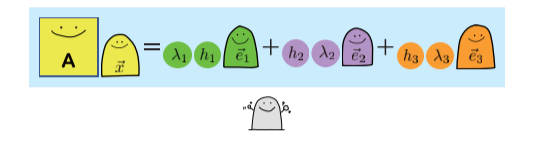 A x⃗ = λ₁ h₁ e⃗₁ + h₂ λ₂ e⃗₂ + h₃ λ₃ e⃗₃